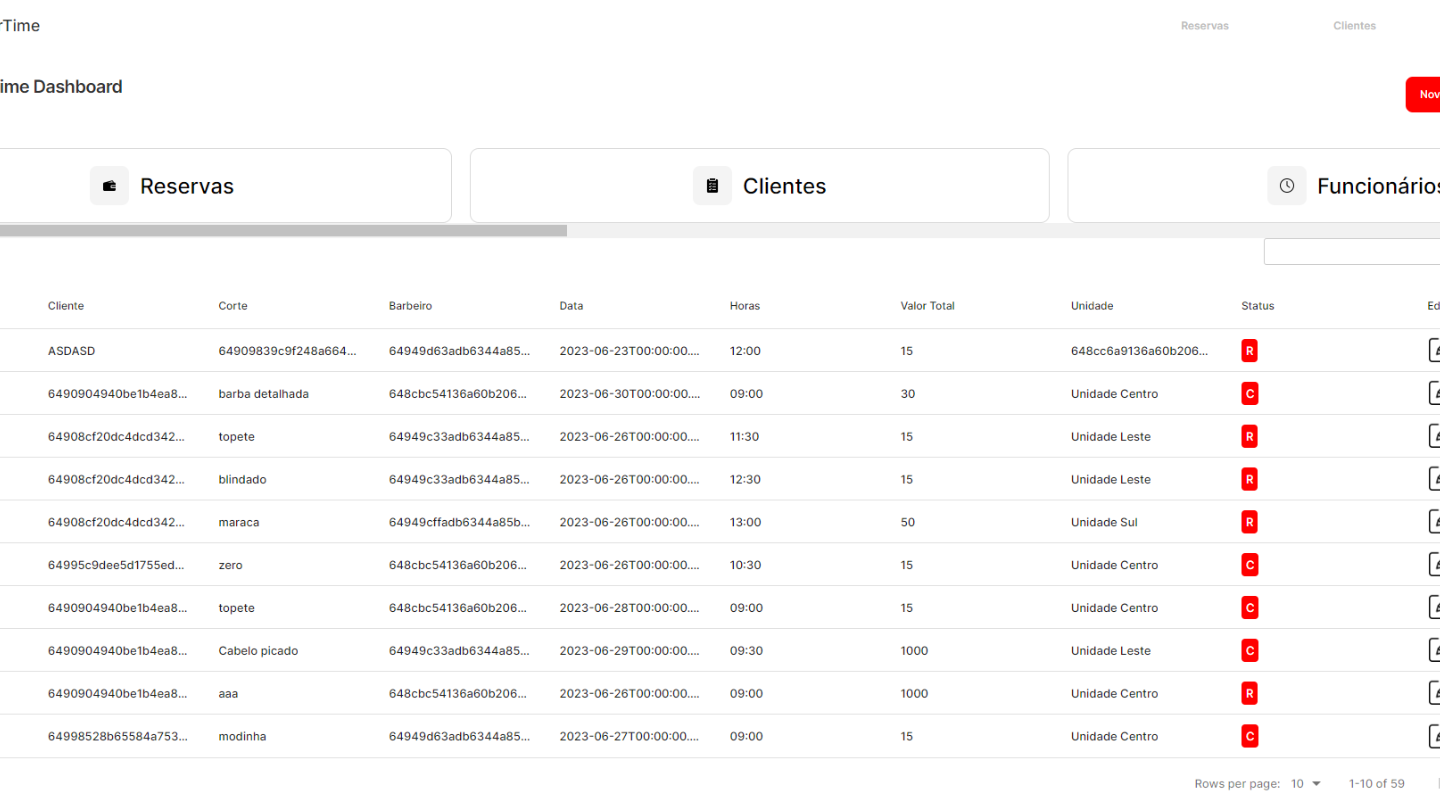 rTime Reservas Clientes
ime Dashboard
Nov
Reservas Clientes Funcionários
Cliente Corte Barbeiro Data Horas Valor Total Unidade Status Ed
ASDASD 64909839c9f248a664... 64949d63adb6344a85... 2023-06-23T00:00:00.... 12:00 15 648cc6a9136a60b206... R
6490904940be1b4ea8... barba detalhada 648cbc54136a60b206... 2023-06-30T00:00:00.... 09:00 30 Unidade Centro C
64908cf20dc4dcd342... topete 64949c33adb6344a85... 2023-06-26T00:00:00.... 11:30 15 Unidade Leste R
64908cf20dc4dcd342... blindado 64949c33adb6344a85... 2023-06-26T00:00:00.... 12:30 15 Unidade Leste R
64908cf20dc4dcd342... maraca 64949cffadb6344a85b... 2023-06-26T00:00:00.... 13:00 50 Unidade Sul R
64995c9dee5d1755ed... zero 648cbc54136a60b206... 2023-06-26T00:00:00.... 10:30 15 Unidade Centro C
6490904940be1b4ea8... topete 648cbc54136a60b206... 2023-06-28T00:00:00.... 09:00 15 Unidade Centro C
6490904940be1b4ea8... Cabelo picado 64949c33adb6344a85... 2023-06-29T00:00:00.... 09:30 1000 Unidade Leste C
6490904940be1b4ea8... aaa 648cbc54136a60b206... 2023-06-26T00:00:00.... 09:00 1000 Unidade Centro R
64998528b65584a753... modinha 64949d63adb6344a85... 2023-06-27T00:00:00.... 09:00 15 Unidade Centro C
Rows per page: 10 1-10 of 59